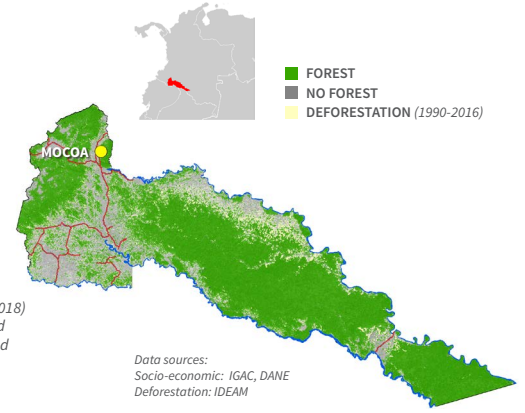 FOREST
NO FOREST
DEFORESTATION (1990-2016)
MOCOA
018)
d
d
Data sources:
Socio-economic: IGAC, DANE
Deforestation: IDEAM